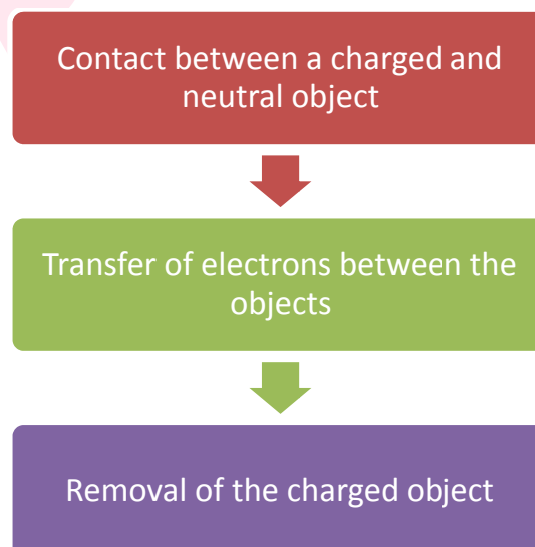 Contact between a charged and
neutral object
Transfer of electrons between the
objects
Removal of the charged object